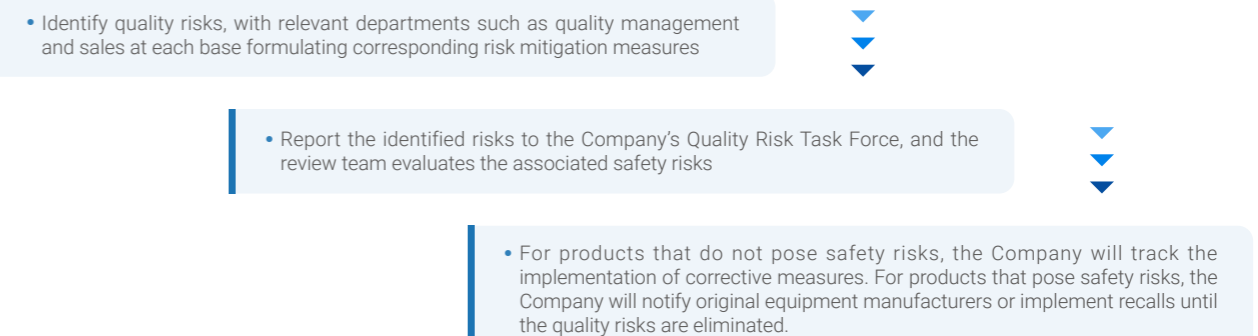 • Identify quality risks, with relevant departments such as quality management
and sales at each base formulating corresponding risk mitigation measures
• Report the identified risks to the Company's Quality Risk Task Force, and the
review team evaluates the associated safety risks
• For products that do not pose safety risks, the Company will track the
implementation of corrective measures. For products that pose safety risks, the
Company will notify original equipment manufacturers or implement recalls until
the quality risks are eliminated.